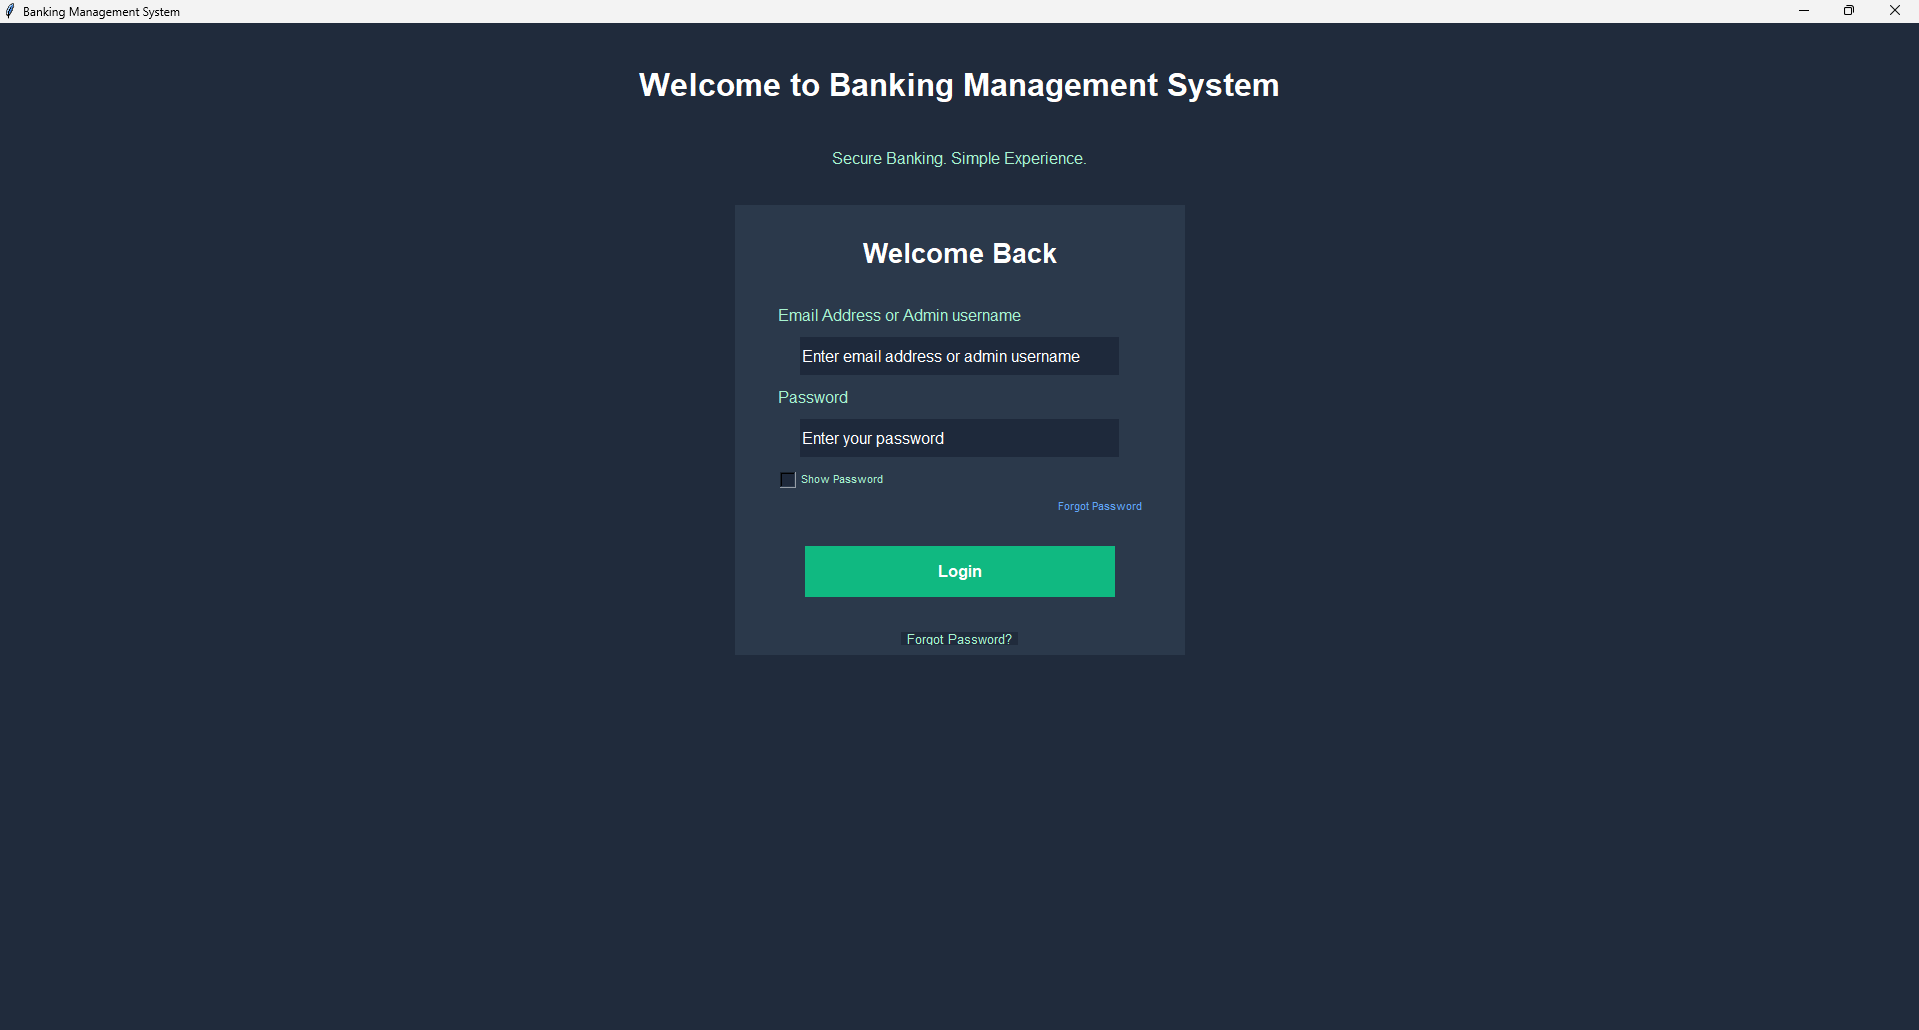 Banking Management System
Welcome to Banking Management System
Secure Banking. Simple Experience.
Welcome Back
Email Address or Admin username
Enter email address or admin username
Password
Enter your password
Show Password
Forgot Password
Login
Forgot Password?